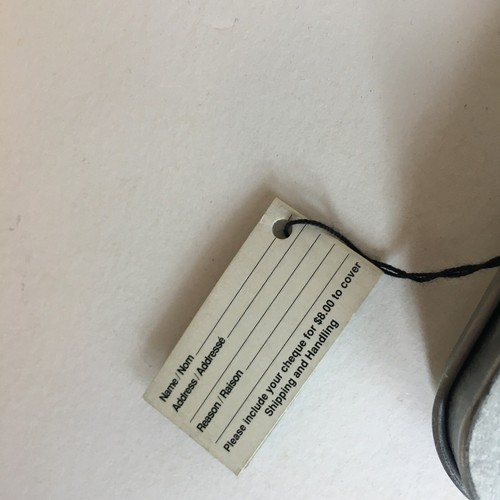 Name / Nom
Address / Addressé
Reason / Raison
Please include your cheque for $8.00 to cover
Shipping and Handling